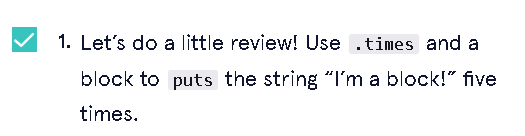 1. Let’s do a little review! Use .times and a
block to puts the string “I’m a block!” five
times.